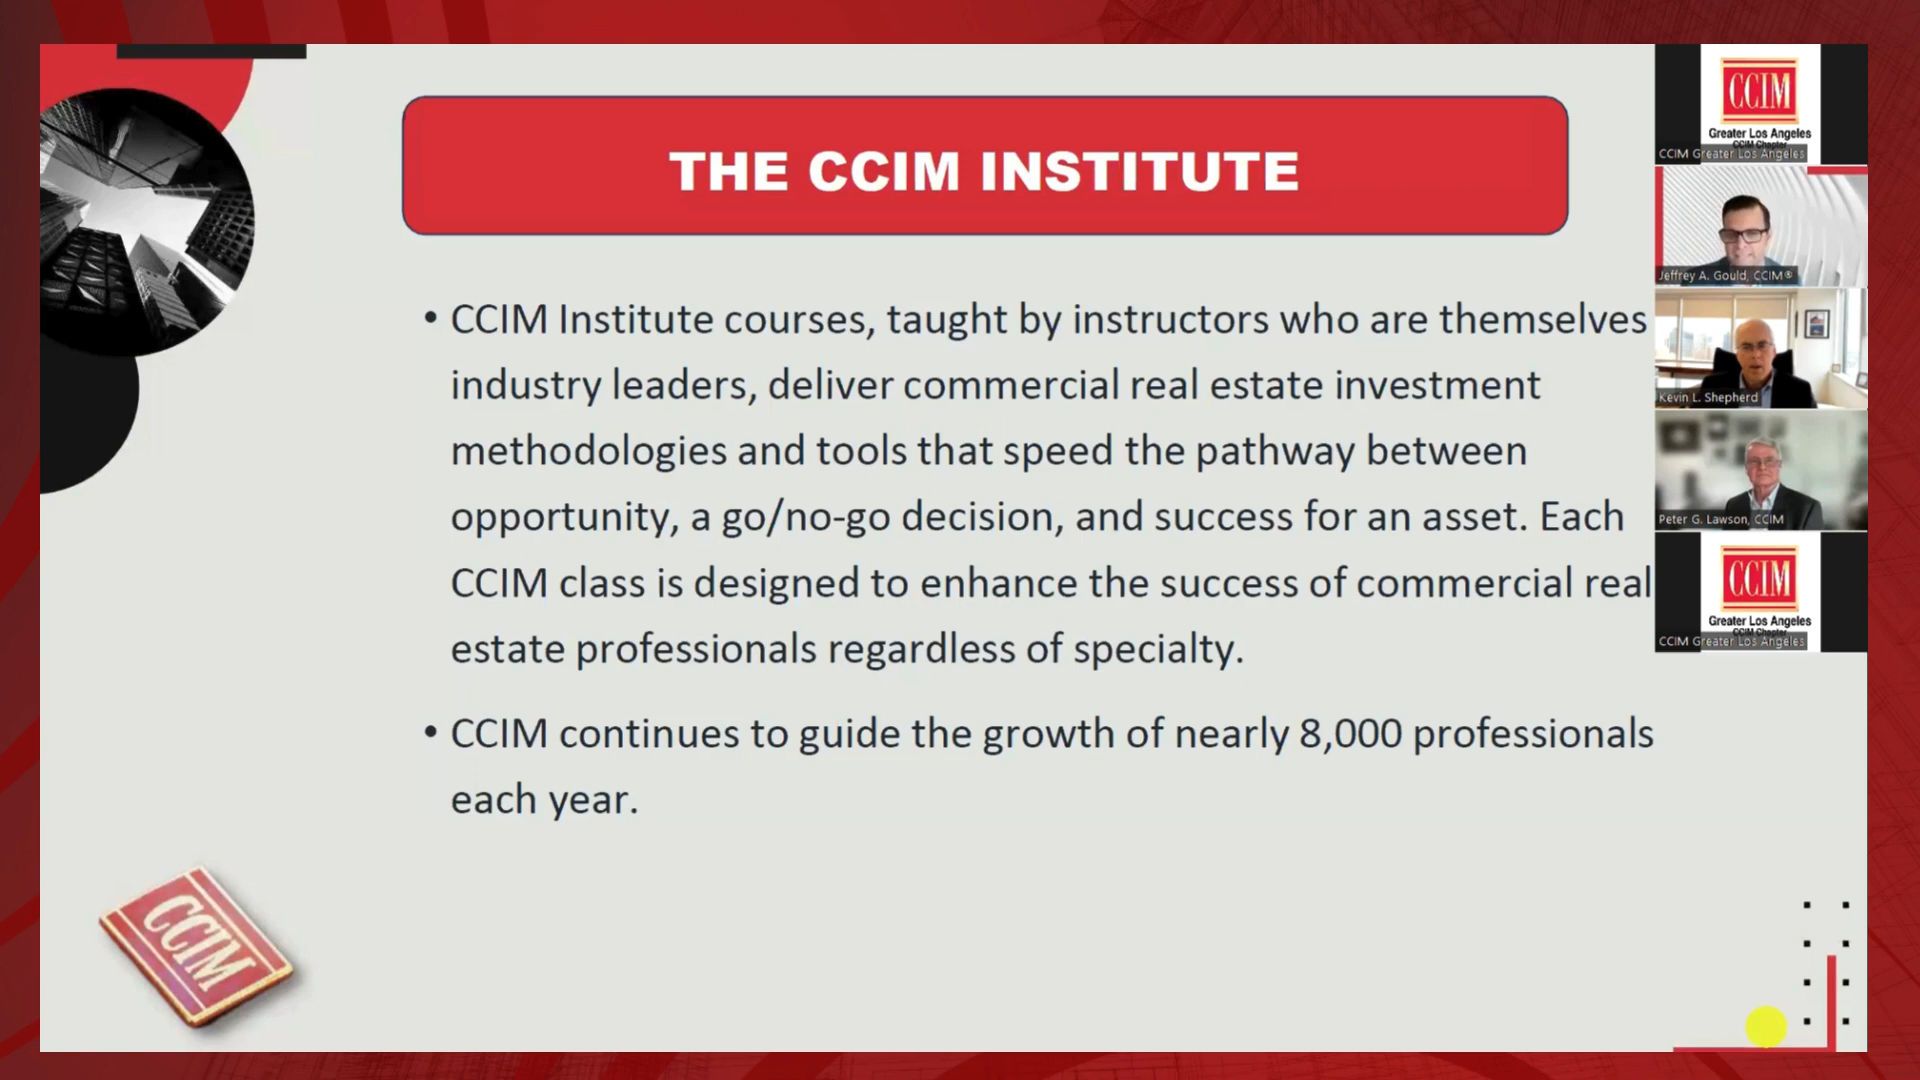 THE CCIM INSTITUTE
• CCIM Institute courses, taught by instructors who are themselves
industry leaders, deliver commercial real estate investment
methodologies and tools that speed the pathway between
opportunity, a go/no-go decision, and success for an asset. Each
CCIM class is designed to enhance the success of commercial real
estate professionals regardless of specialty.
• CCIM continues to guide the growth of nearly 8,000 professionals
each year.
CCIM
CCIM
Greater Los Angeles
CCIM Chapter
CCIM Greater Los Angeles
Jeffrey A. Gould, CCIM®
Kevin L. Shepherd
Peter G. Lawson, CCIM
CCIM
Greater Los Angeles
CCIM Chapter
CCIM Greater Los Angeles